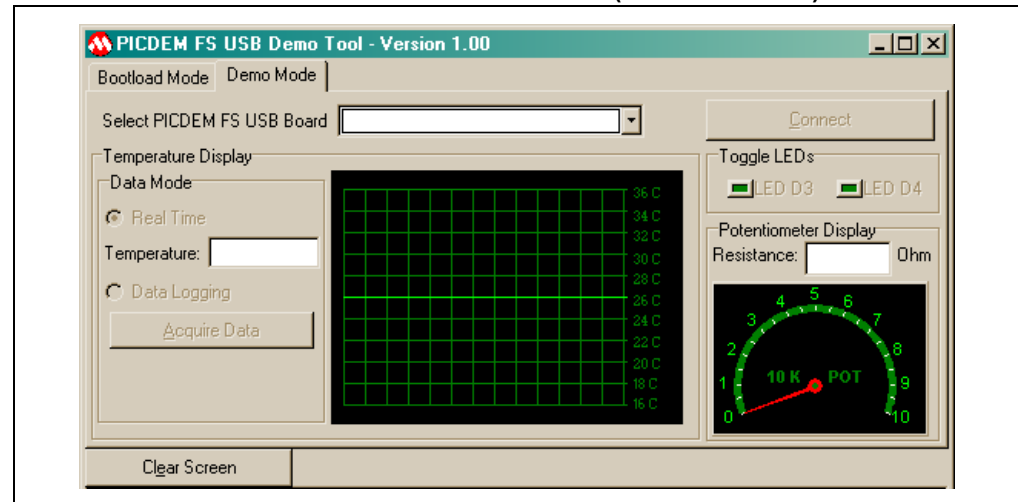 PICDEM FS USB Demo Tool - Version 1.00
Bootload Mode Demo Mode
Select PICDEM FS USB Board
Connect
Temperature Display
Data Mode
Real Time
Temperature:
Data Logging
Acquire Data
36 C
34 C
32 C
30 C
28 C
26 C
24 C
22 C
20 C
18 C
16 C
Toggle LEDs
LED D3 LED D4
Potentiometer Display
Resistance: Ohm
0 1 2 3 4 5 6 7 8 9 10
10 K POT
Clear Screen